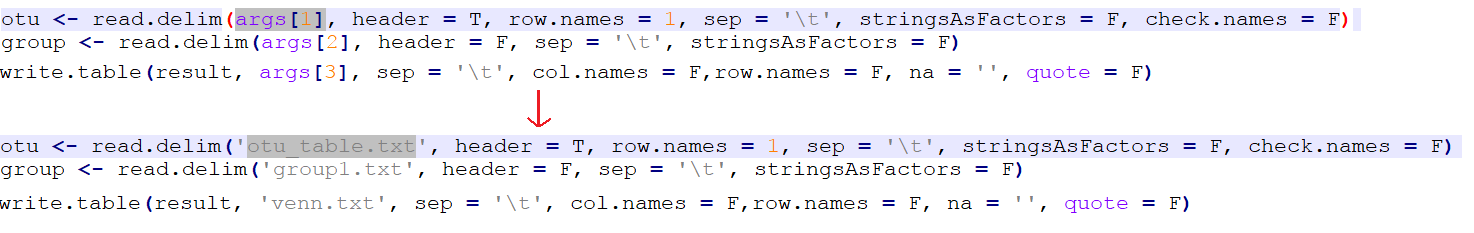 otu <- read.delim(args[1], header = T, row.names = 1, sep = '\t', stringsAsFactors = F, check.names = F)
group <- read.delim(args[2], header = F, sep = '\t', stringsAsFactors = F)
write.table(result, args[3], sep = '\t', col.names = F,row.names = F, na = '', quote = F)
otu <- read.delim('otu_table.txt', header = T, row.names = 1, sep = '\t', stringsAsFactors = F, check.names = F)
group <- read.delim('group1.txt', header = F, sep = '\t', stringsAsFactors = F)
write.table(result, 'venn.txt', sep = '\t', col.names = F,row.names = F, na = '', quote = F)